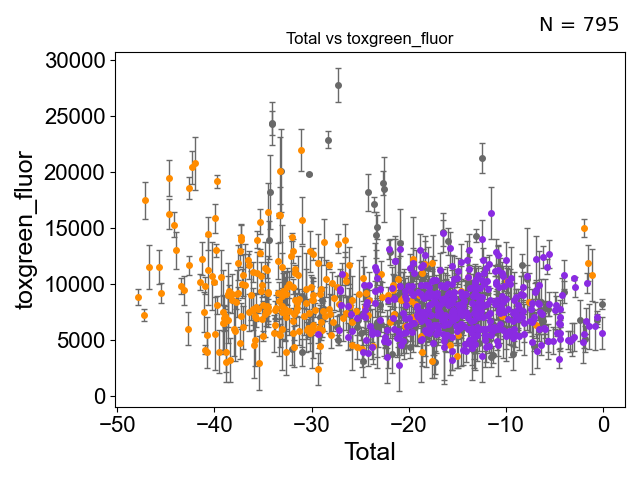 N = 795
Total vs toxgreen_fluor
30000
25000
20000
15000
10000
5000
0
toxgreen_fluor
−50 −40 −30 −20 −10 0
Total